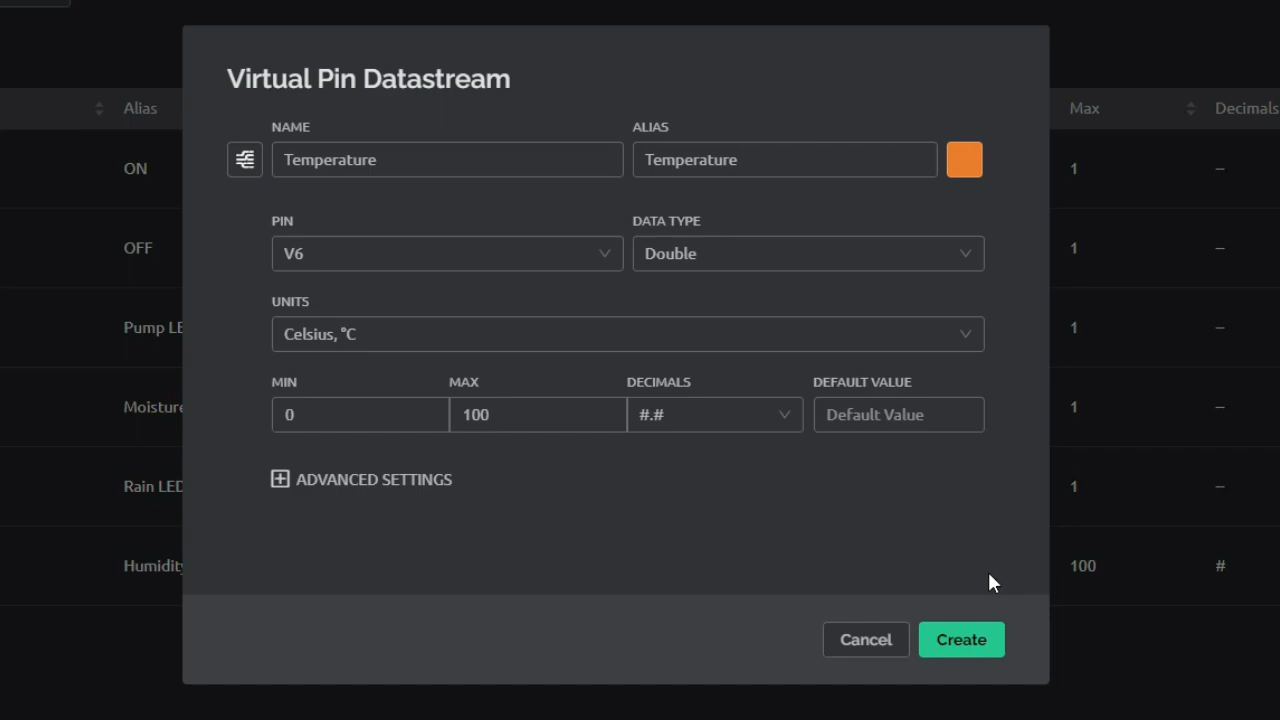 Virtual Pin Datastream
NAME
ALIAS
Temperature
Temperature
PIN
DATA TYPE
V6
Double
UNITS
Celsius, °C
MIN
MAX
DECIMALS
DEFAULT VALUE
0
100
#.#
Default Value
ADVANCED SETTINGS
Cancel
Create
Alias
Max
Decimals
ON
1
–
OFF
1
–
Pump LE
1
–
Moisture
1
–
Rain LED
1
–
Humidity
100
#